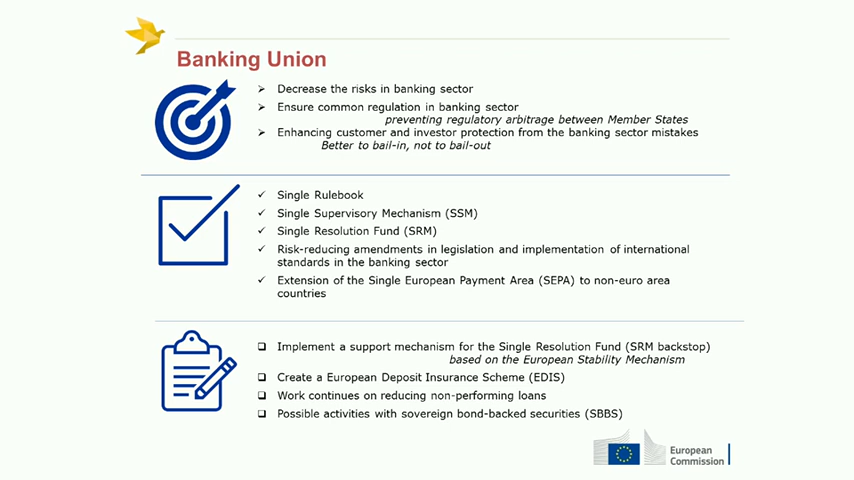 Banking Union
Decrease the risks in banking sector
Ensure common regulation in banking sector
preventing regulatory arbitrage between Member States
Enhancing customer and investor protection from the banking sector mistakes
Better to bail-in, not to bail-out
Single Rulebook
Single Supervisory Mechanism (SSM)
Single Resolution Fund (SRM)
Risk-reducing amendments in legislation and implementation of international
standards in the banking sector
Extension of the Single European Payment Area (SEPA) to non-euro area
countries
Implement a support mechanism for the Single Resolution Fund (SRM backstop)
based on the European Stability Mechanism
Create a European Deposit Insurance Scheme (EDIS)
Work continues on reducing non-performing loans
Possible activities with sovereign bond-backed securities (SBBS)
European
Commission